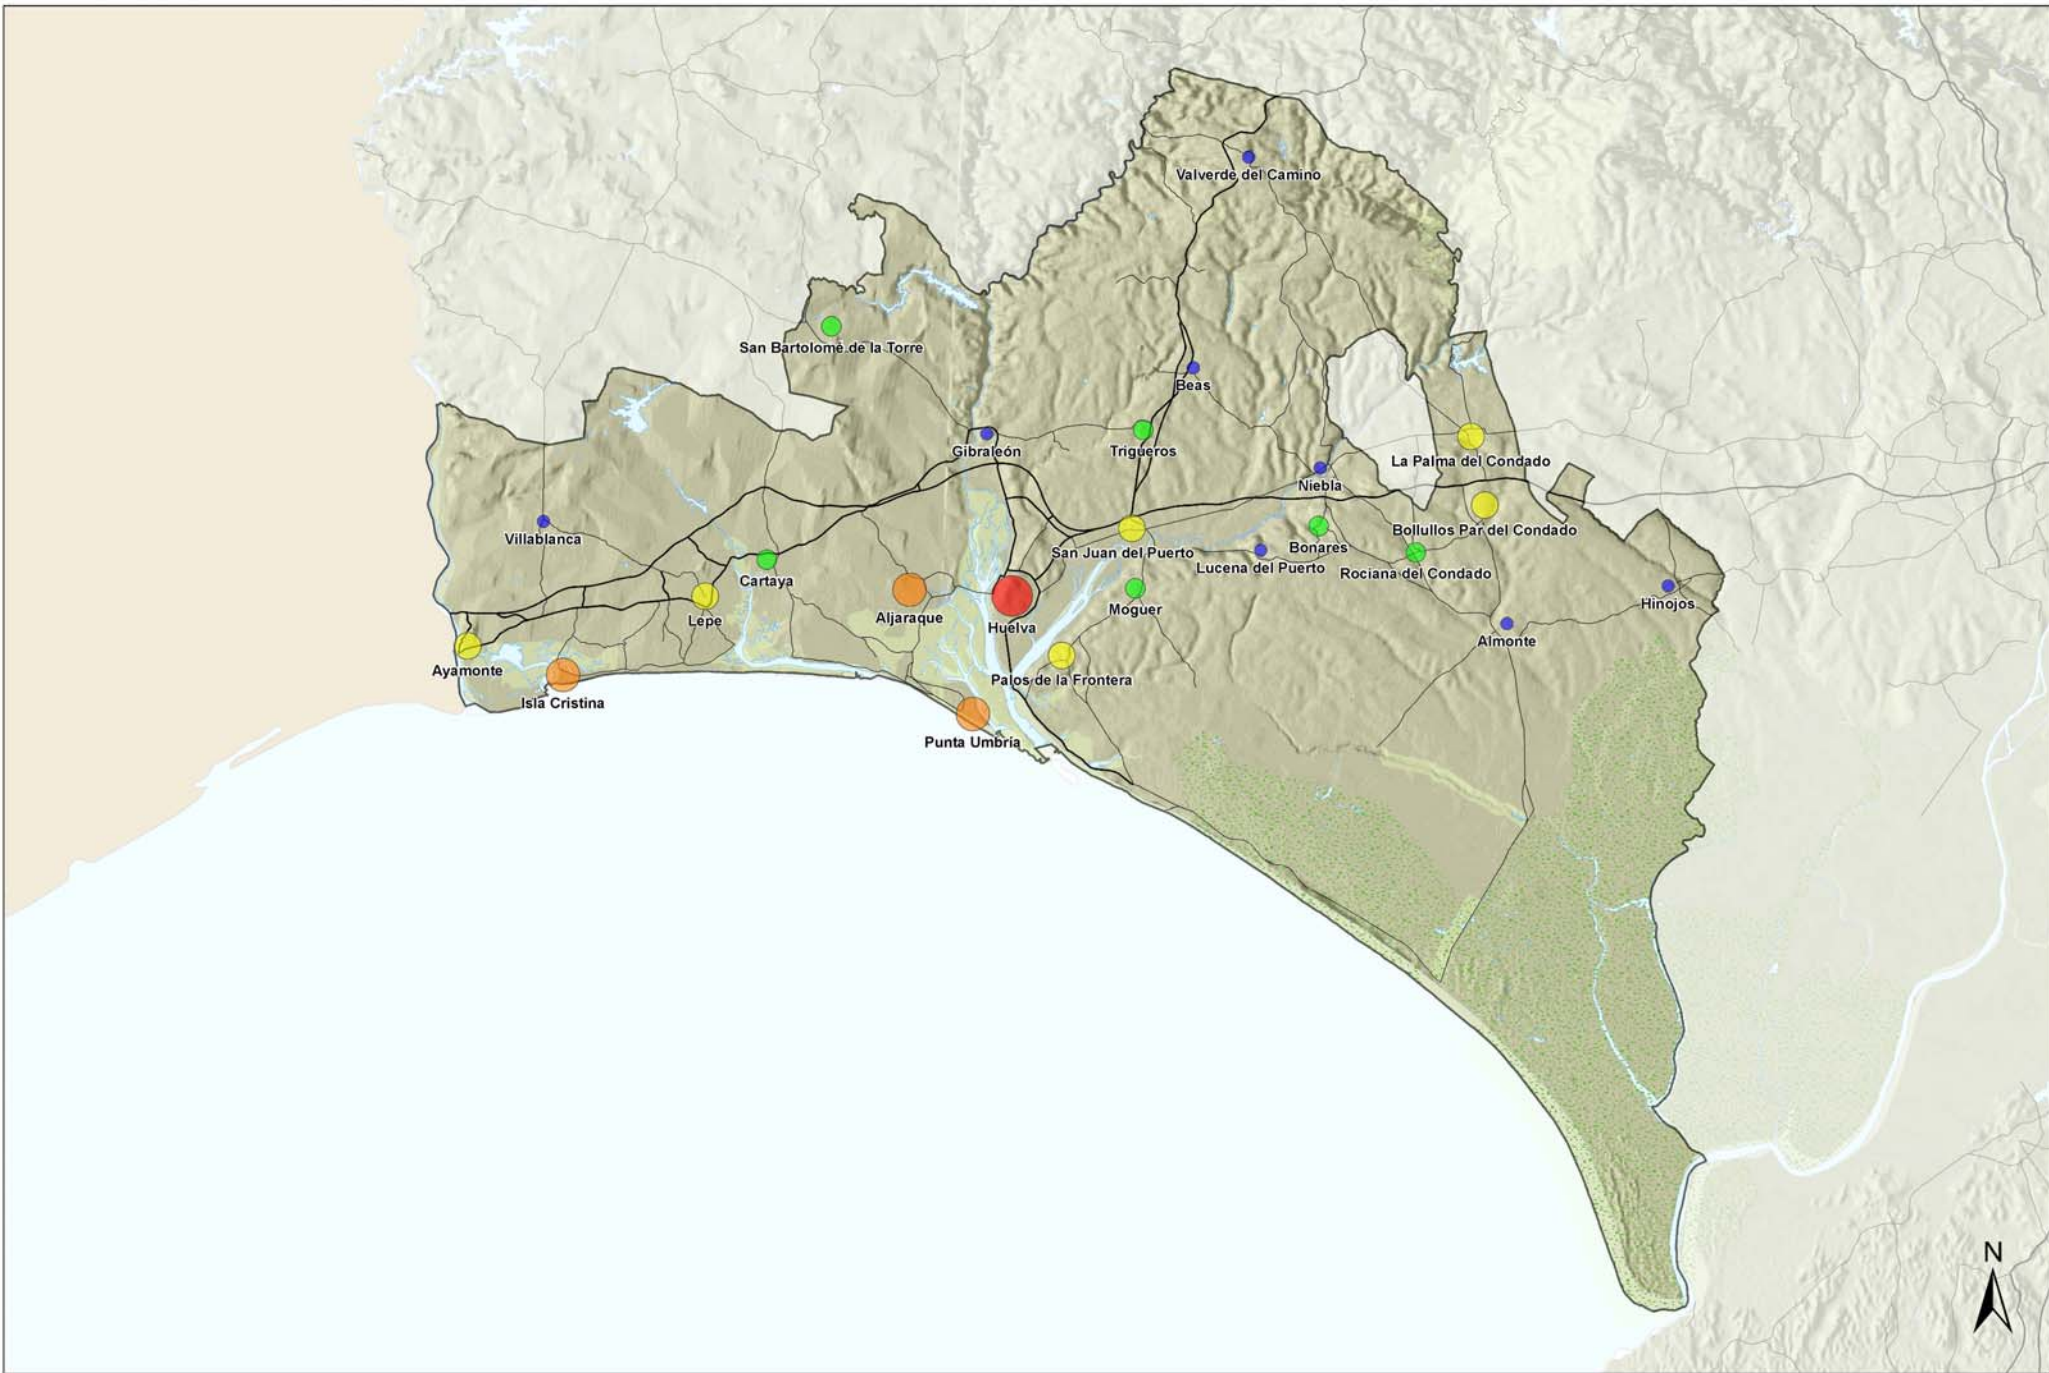 Valverde del Camino
San Bartolomé de la Torre
Beas
Gibraleón
Trigueros
La Palma del Condado
Niebla
Villablanca
Bollullos Par del Condado
San Juan del Puerto
Bonares
Lucena del Puerto
Rociana del Condado
Cartaya
Hinojos
Moguer
Aljaraque
Lepe
Huelva
Almonte
Ayamonte
Palos de la Frontera
Isla Cristina
Punta Umbría
N